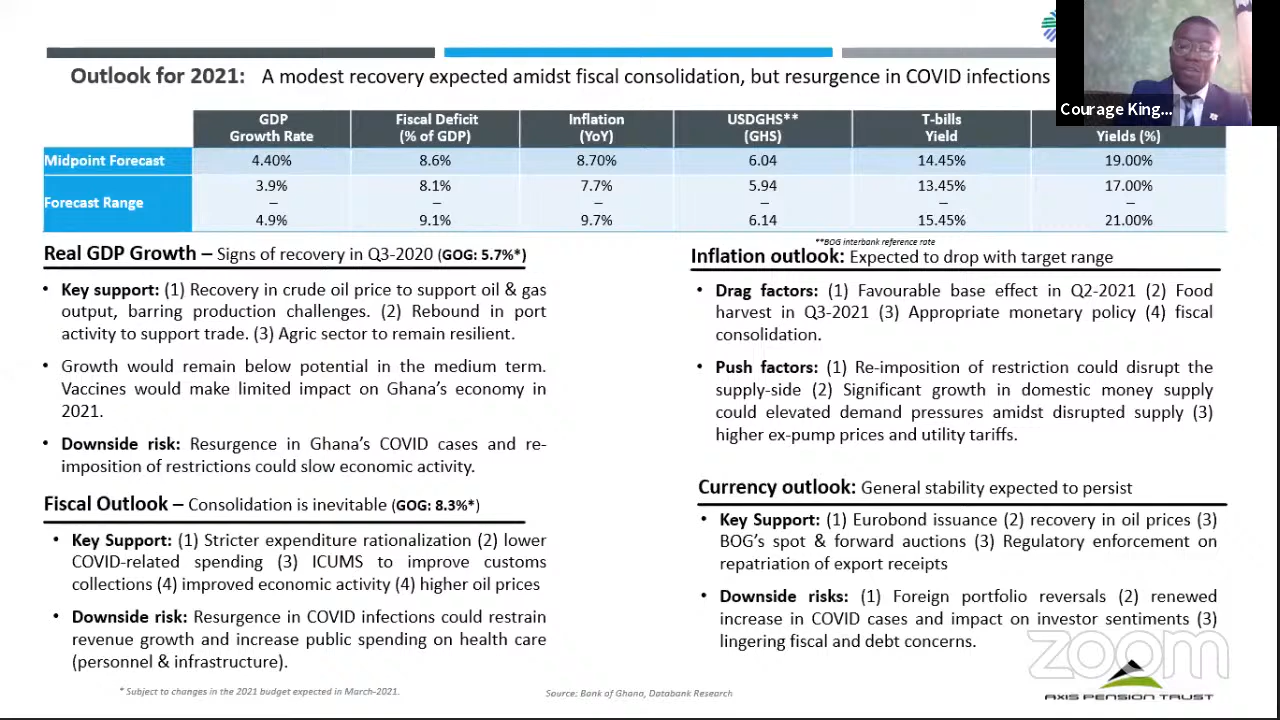 Outlook for 2021: A modest recovery expected amidst fiscal consolidation, but resurgence in COVID infections
Courage King...
GDP Growth Rate Fiscal Deficit (% of GDP) Inflation (YoY) USDGHS** (GHS) T-bills Yield Yields (%)
Midpoint Forecast 4.40% 8.6% 8.70% 6.04 14.45% 19.00%
Forecast Range 3.9% – 4.9% 8.1% – 9.1% 7.7% – 9.7% 5.94 – 6.14 13.45% – 15.45% 17.00% – 21.00%
**BOG interbank reference rate
Real GDP Growth – Signs of recovery in Q3-2020 (GOG: 5.7%*)
• Key support: (1) Recovery in crude oil price to support oil & gas
output, barring production challenges. (2) Rebound in port
activity to support trade. (3) Agric sector to remain resilient.
• Growth would remain below potential in the medium term.
Vaccines would make limited impact on Ghana's economy in
2021.
• Downside risk: Resurgence in Ghana's COVID cases and re-
imposition of restrictions could slow economic activity.
Fiscal Outlook – Consolidation is inevitable (GOG: 8.3%*)
• Key Support: (1) Stricter expenditure rationalization (2) lower
COVID-related spending (3) ICUMS to improve customs
collections (4) improved economic activity (4) higher oil prices
• Downside risk: Resurgence in COVID infections could restrain
revenue growth and increase public spending on health care
(personnel & infrastructure).
Inflation outlook: Expected to drop with target range
• Drag factors: (1) Favourable base effect in Q2-2021 (2) Food
harvest in Q3-2021 (3) Appropriate monetary policy (4) fiscal
consolidation.
• Push factors: (1) Re-imposition of restriction could disrupt the
supply-side (2) Significant growth in domestic money supply
could elevated demand pressures amidst disrupted supply (3)
higher ex-pump prices and utility tariffs.
Currency outlook: General stability expected to persist
• Key Support: (1) Eurobond issuance (2) recovery in oil prices (3)
BOG's spot & forward auctions (3) Regulatory enforcement on
repatriation of export receipts
• Downside risks: (1) Foreign portfolio reversals (2) renewed
increase in COVID cases and impact on investor sentiments (3)
lingering fiscal and debt concerns.
* Subject to changes in the 2021 budget expected in March-2021.
Source: Bank of Ghana, Databank Research
zoom
AXIS PENSION TRUST